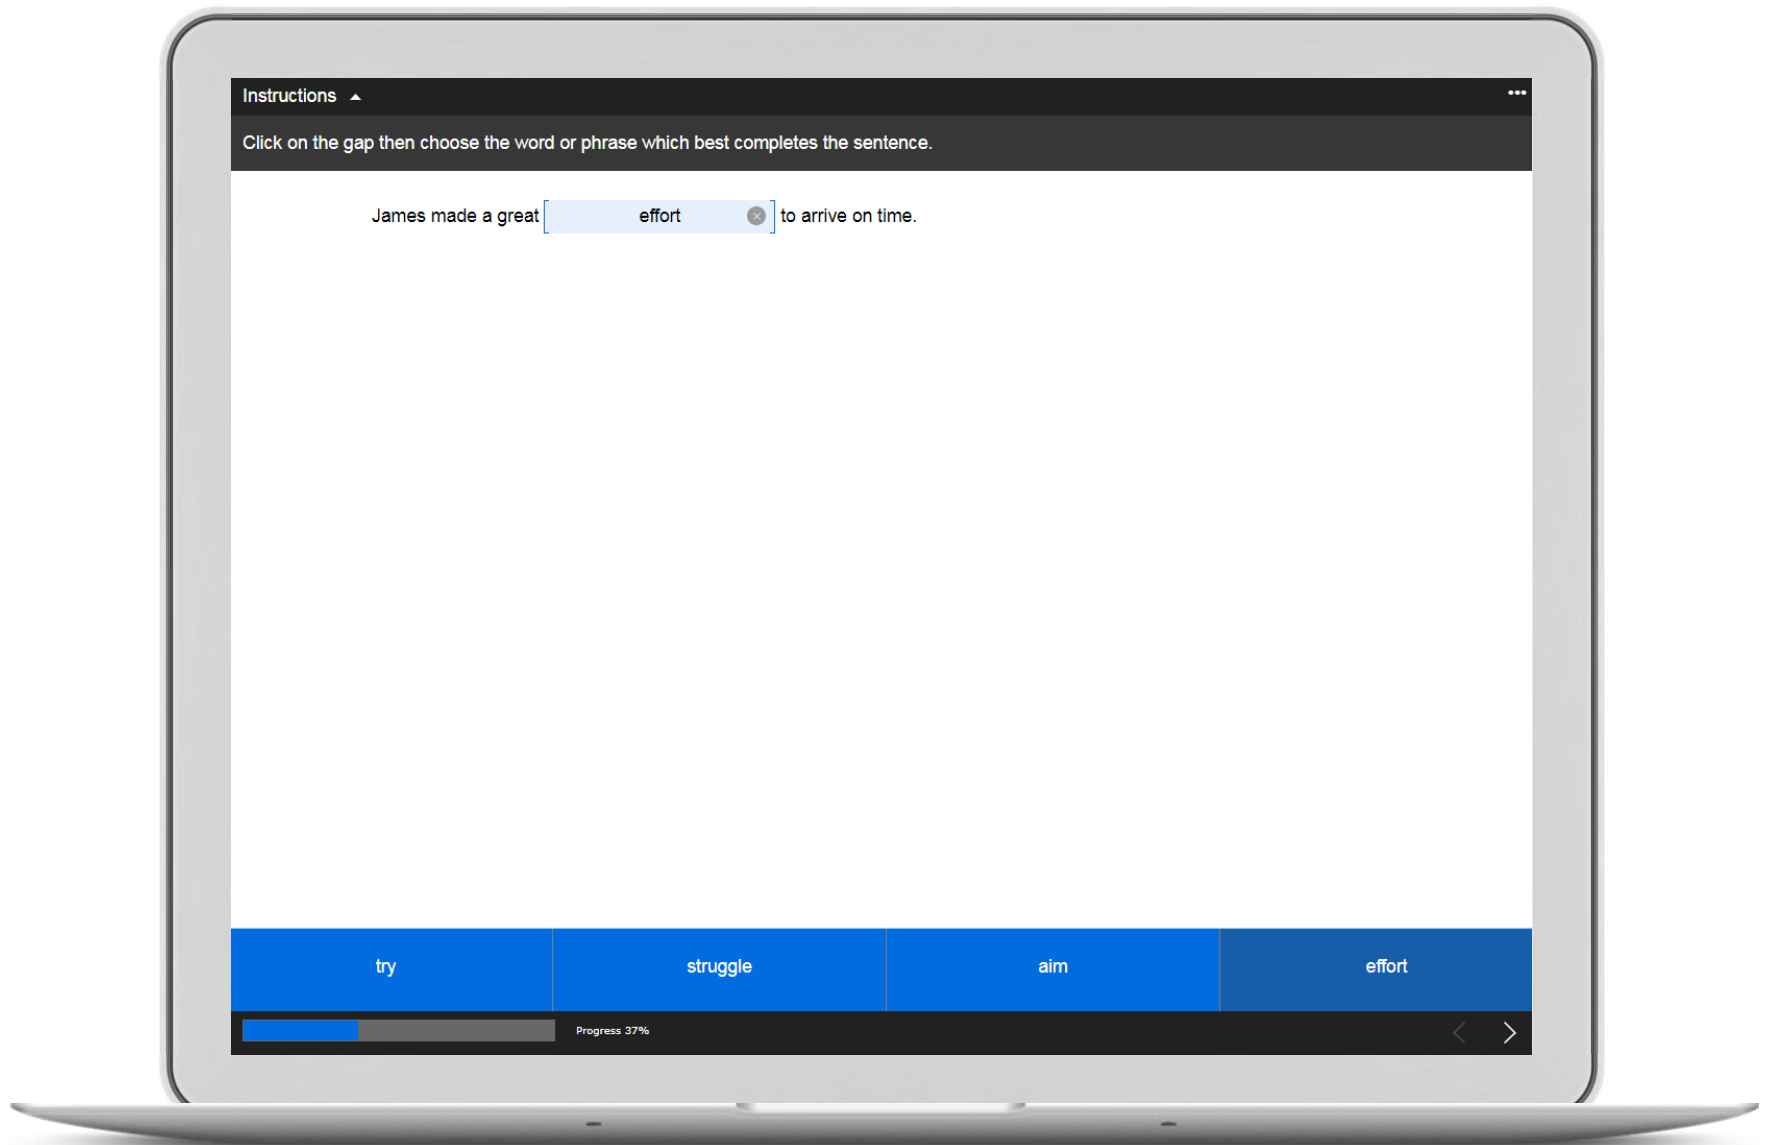 Instructions
Click on the gap then choose the word or phrase which best completes the sentence.
James made a great effort to arrive on time.
try struggle aim effort
Progress 37%